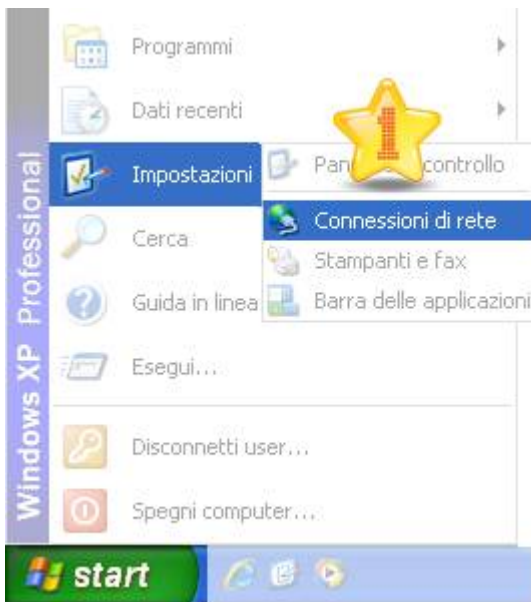 Programmi
Dati recenti
1
Impostazioni
controllo
Connessioni di rete
Cerca
Stampanti e fax
Guida in linea
Barra delle applicazioni
Esegui...
Disconnetti user...
Spegni computer...
Windows XP Professional
start